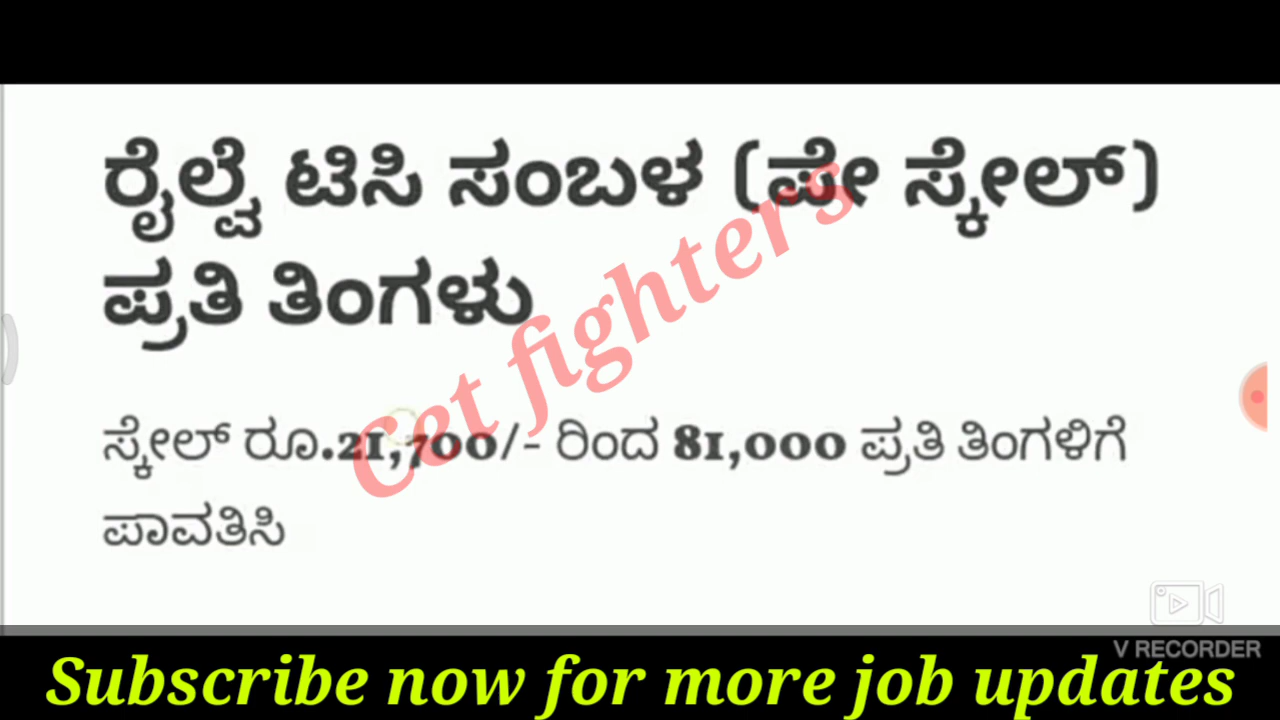 ರೈಲ್ವೆ ಟಿಸಿ ಸಂಬಳ (ಪೇ ಸ್ಕೇಲ್)
ಪ್ರತಿ ತಿಂಗಳು
Cet fighters
ಸ್ಕೇಲ್ ರೂ.21,700/- ರಿಂದ 81,000 ಪ್ರತಿ ತಿಂಗಳಿಗೆ
ಪಾವತಿಸಿ
V RECORDER
Subscribe now for more job updates